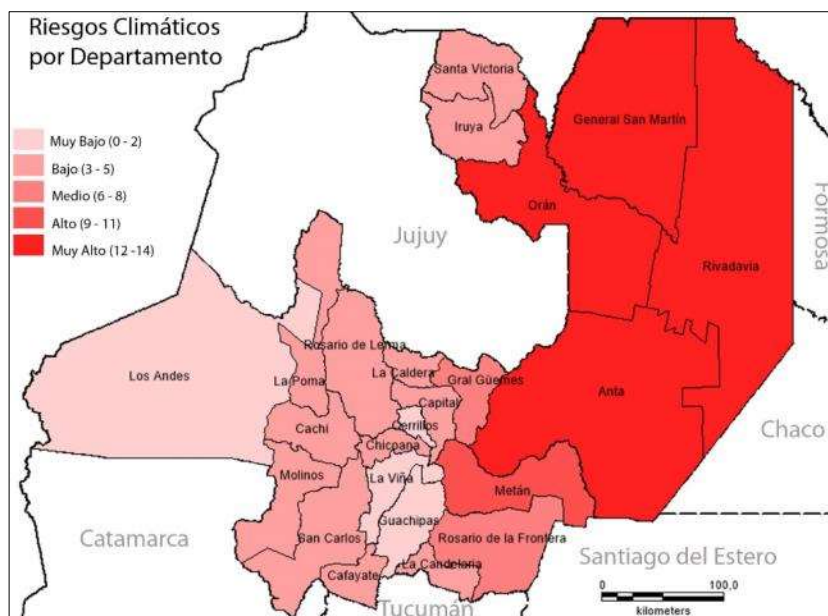 Riesgos Climáticos
por Departamento
Muy Bajo (0 - 2)
Bajo (3 - 5)
Medio (6 - 8)
Alto (9 - 11)
Muy Alto (12 -14)
Santa Victoria
Iruya
General San Martín
Orán
Jujuy
Formosa
Rivadavia
Los Andes
Rosario de Lerma
La Poma
La Caldera
Gral Güemes
Anta
Capital
Cerrillos
Cachi
Chicoana
Chaco
Molinos
La Viña
Metán
Guachipas
Catamarca
San Carlos
Rosario de la Frontera
Santiago del Estero
La Candelaria
Cafayate
Tucumán
0
100,0
kilometers